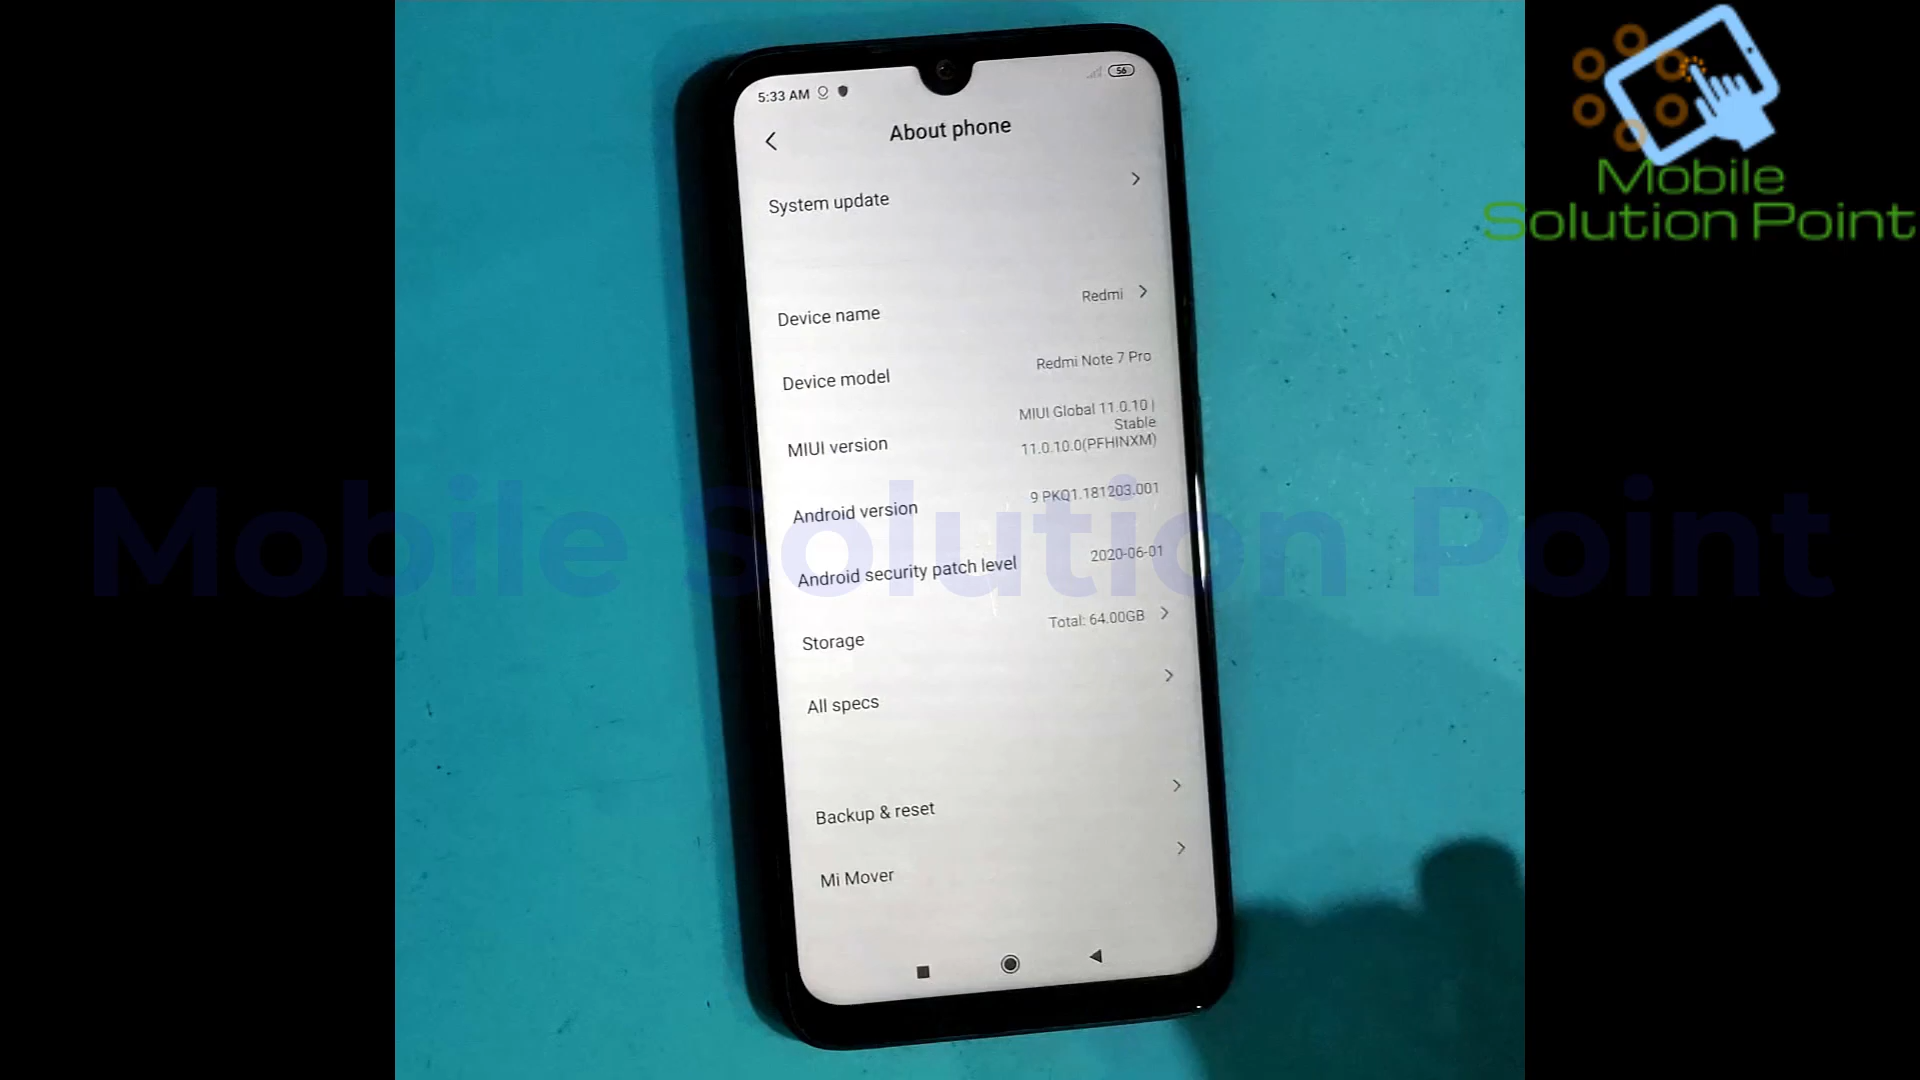 Mobile
Solution Point
5:33 AM
56
About phone
System update
Device name
Redmi
Device model
Redmi Note 7 Pro
MIUI version
MIUI Global 11.0.10 |
Stable
11.0.10.0(PFHINXM)
Android version
9 PKQ1.181203.001
Android security patch level
2020-06-01
Storage
Total: 64.00GB
All specs
Backup & reset
Mi Mover
Mobile Solution Point